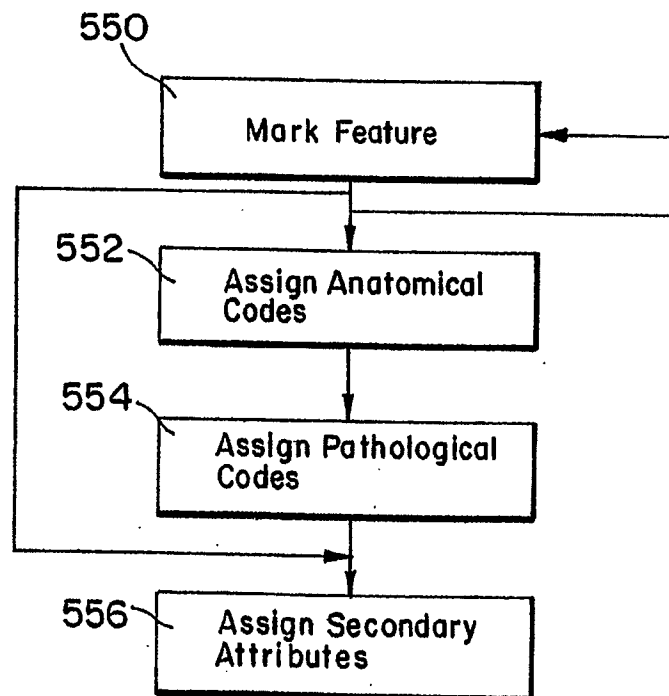 550
Mark Feature
552
Assign Anatomical
Codes
554
Assign Pathological
Codes
556
Assign Secondary
Attributes